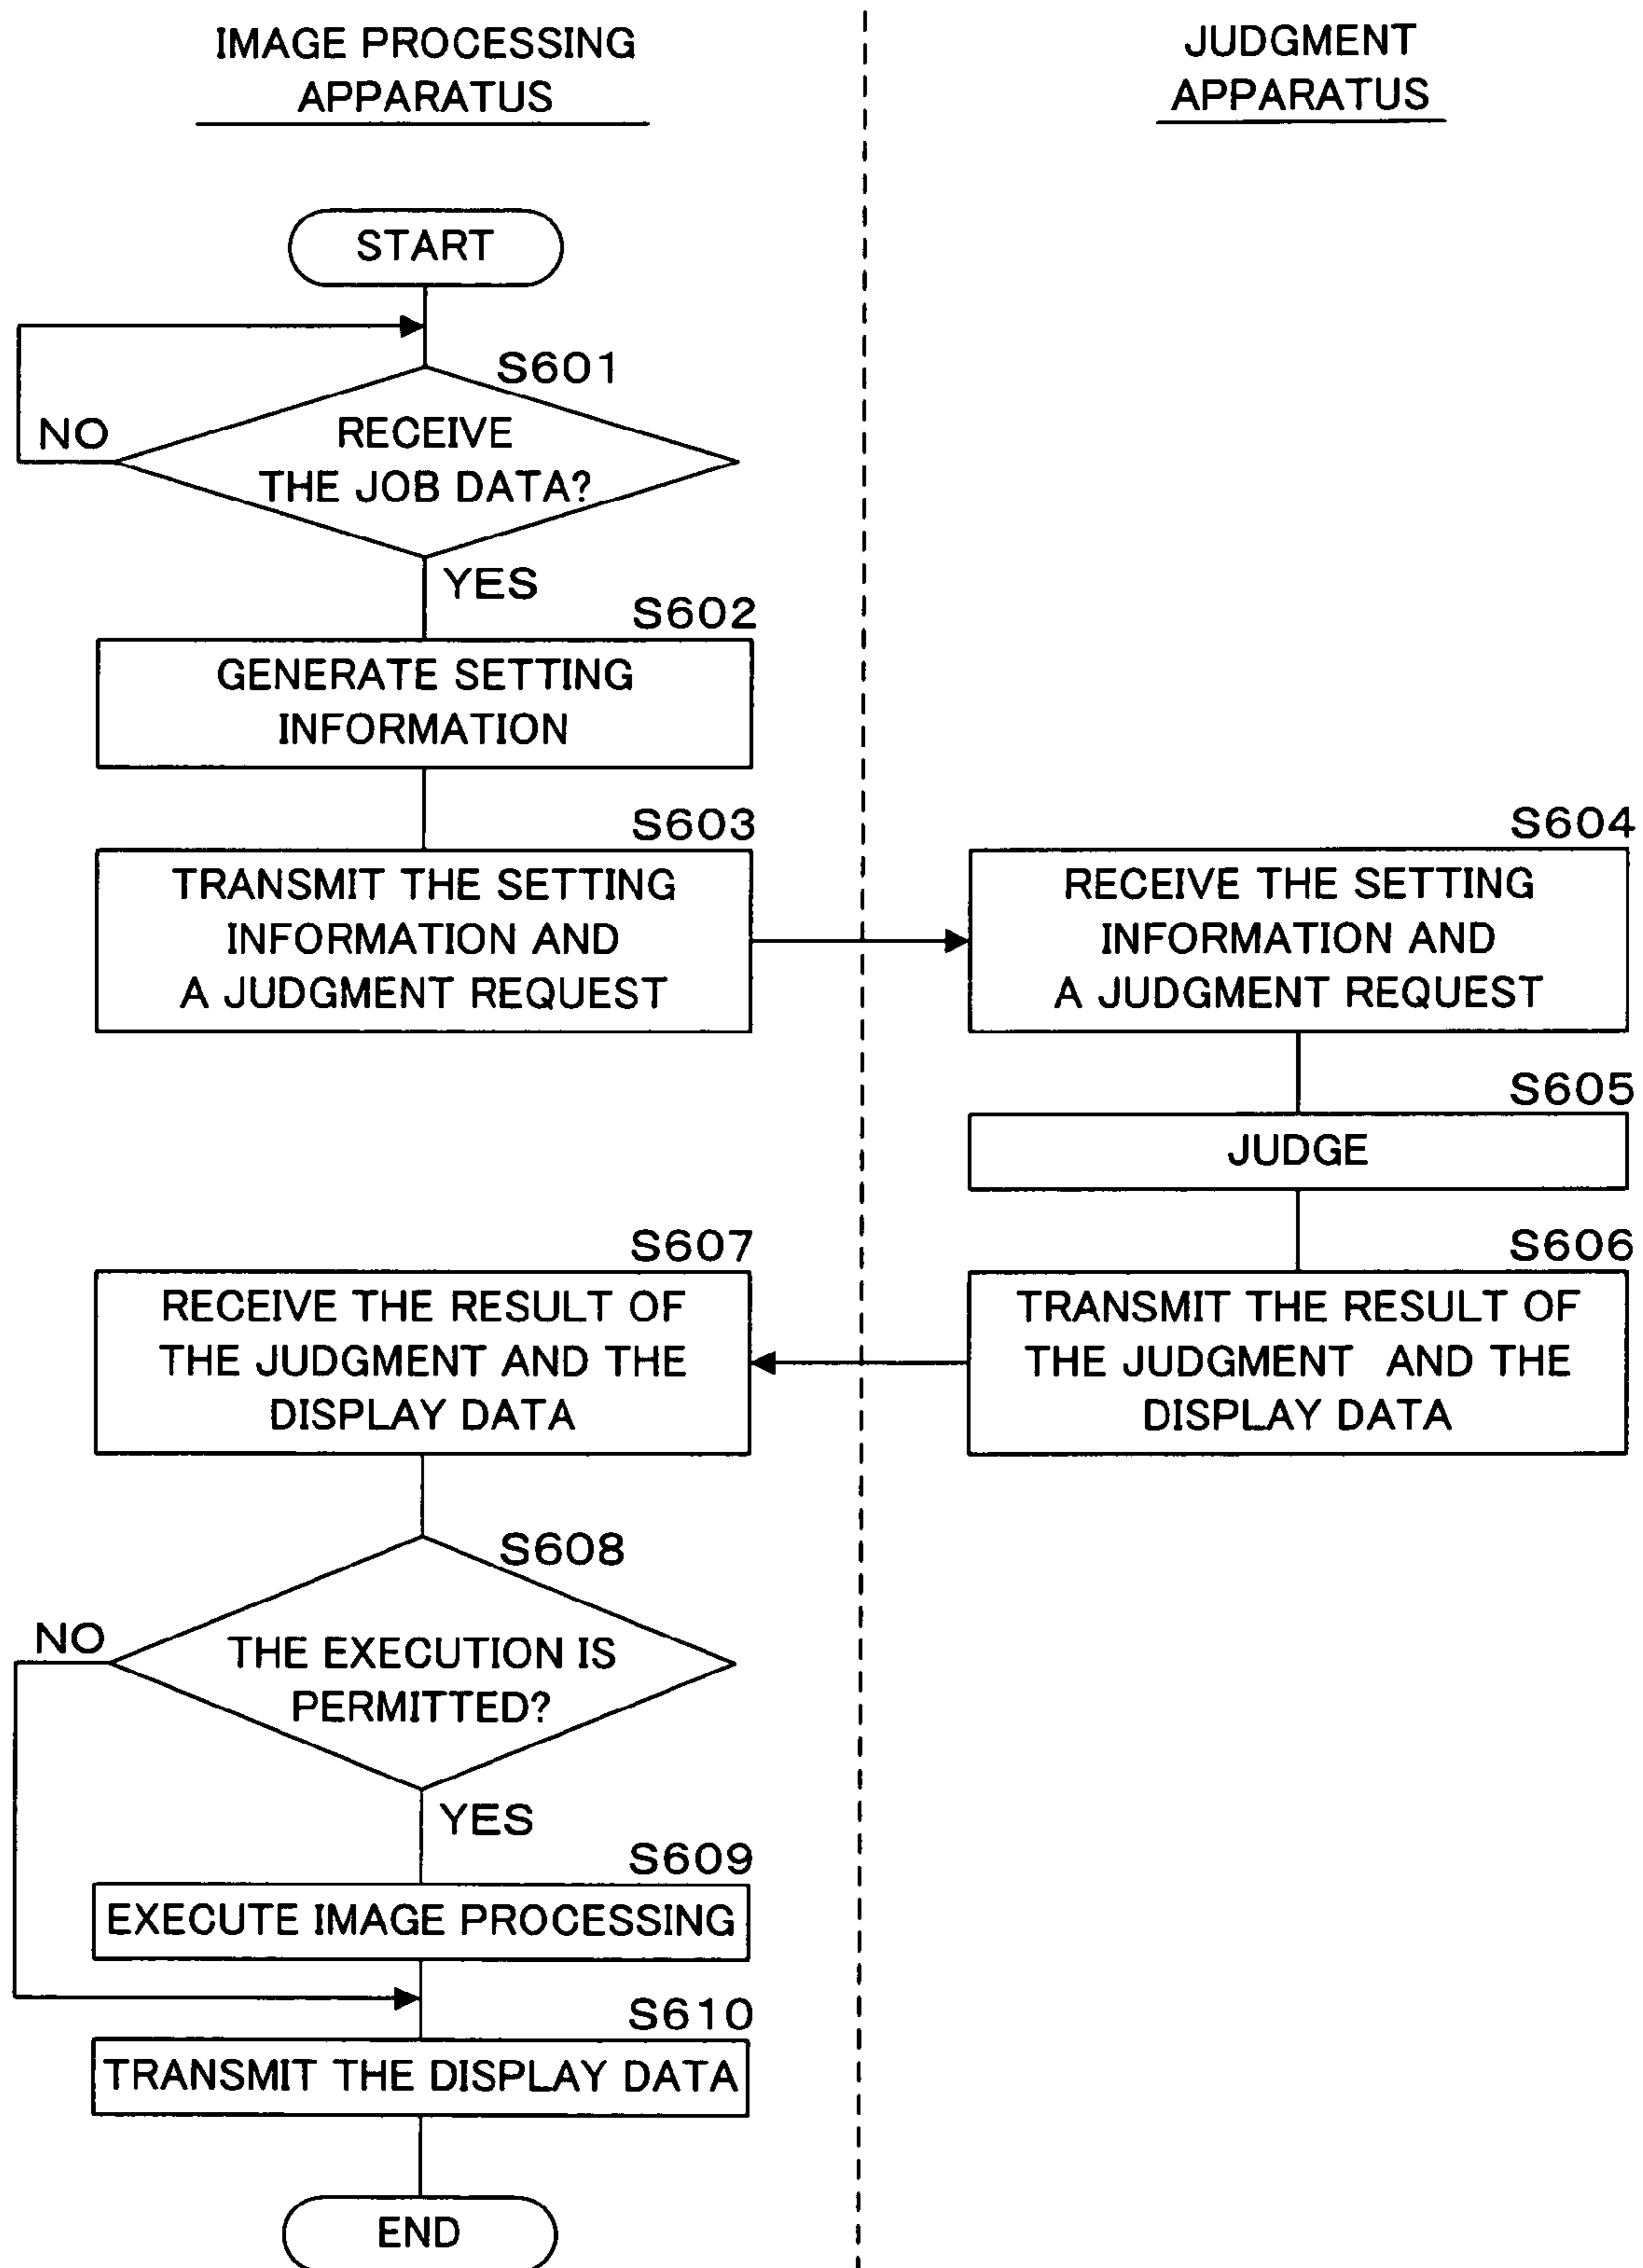 IMAGE PROCESSING
APPARATUS
JUDGMENT
APPARATUS
START
S601
NO
RECEIVE
THE JOB DATA?
YES
S602
GENERATE SETTING
INFORMATION
S603
TRANSMIT THE SETTING
INFORMATION AND
A JUDGMENT REQUEST
S604
RECEIVE THE SETTING
INFORMATION AND
A JUDGMENT REQUEST
S605
JUDGE
S606
TRANSMIT THE RESULT OF
THE JUDGMENT AND THE
DISPLAY DATA
S607
RECEIVE THE RESULT OF
THE JUDGMENT AND THE
DISPLAY DATA
S608
NO
THE EXECUTION IS
PERMITTED?
YES
S609
EXECUTE IMAGE PROCESSING
S610
TRANSMIT THE DISPLAY DATA
END